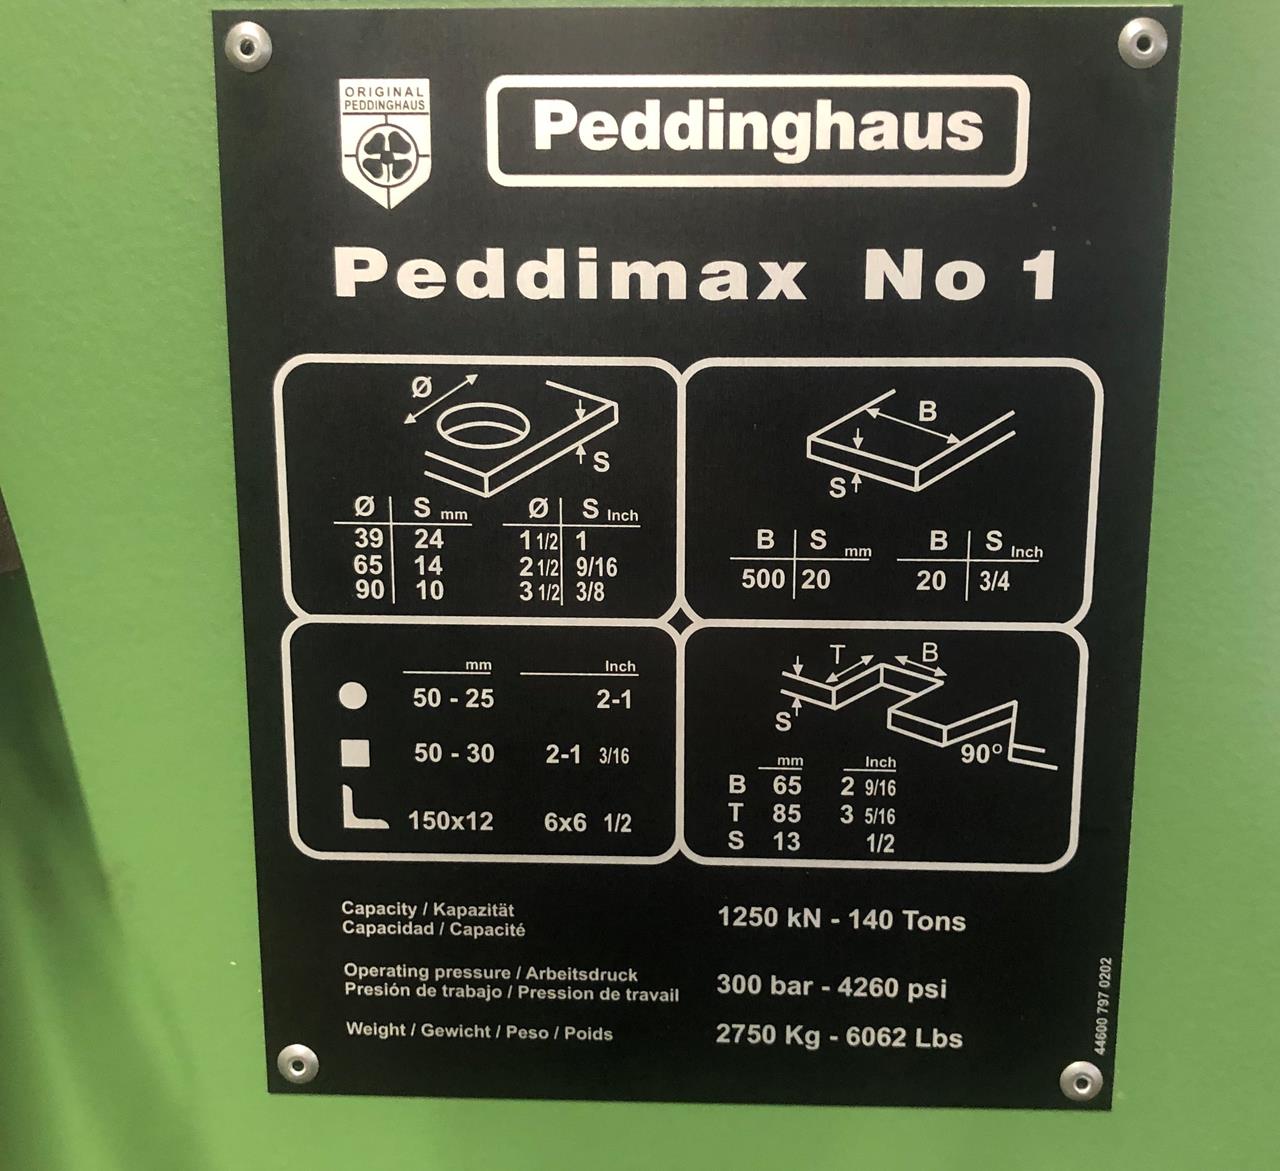 ORIGINAL
PEDDINGHAUS
Peddinghaus
Peddimax No 1
Ø
S
Ø S mm Ø S Inch
39 24 1 1/2 1
65 14 2 1/2 9/16
90 10 3 1/2 3/8
B
S
B S mm B S Inch
500 20 20 3/4
mm Inch
50 - 25 2-1
50 - 30 2-1 3/16
150x12 6x6 1/2
T B
S
90°
mm Inch
B 65 2 9/16
T 85 3 5/16
S 13 1/2
Capacity / Kapazität
Capacidad / Capacité
1250 kN - 140 Tons
Operating pressure / Arbeitsdruck
Presión de trabajo / Pression de travail
300 bar - 4260 psi
Weight / Gewicht / Peso / Poids
2750 Kg - 6062 Lbs
44600 797 0202